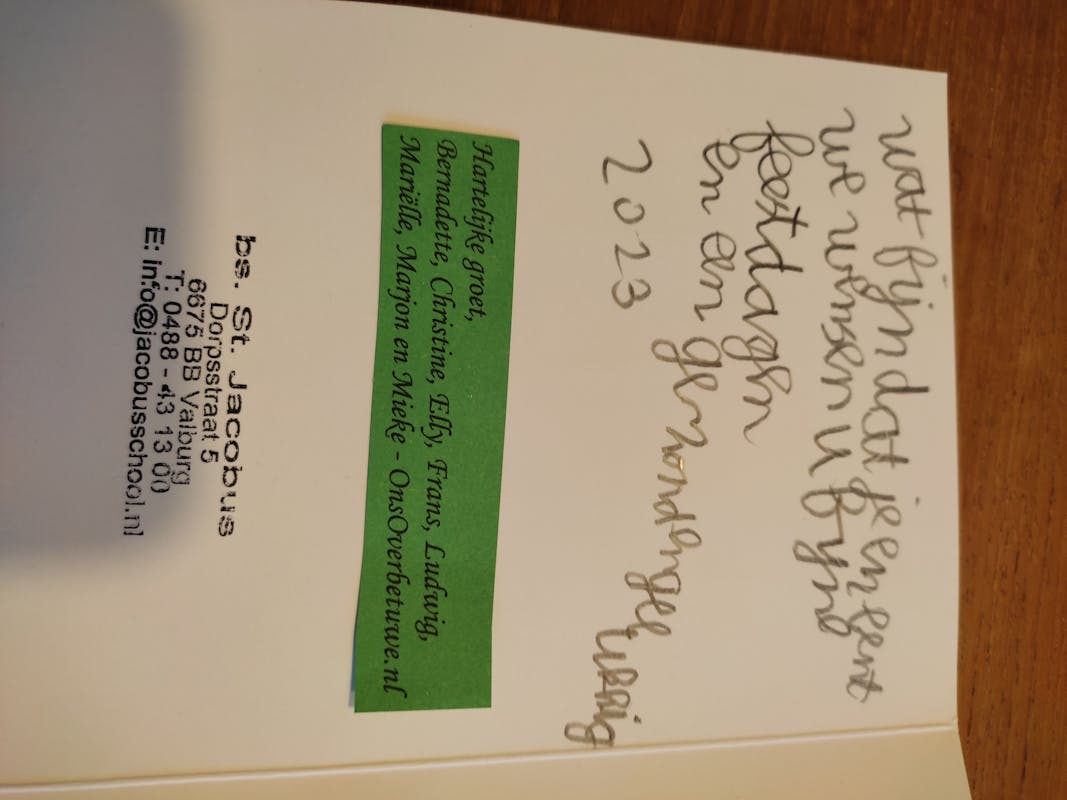 wat fijn dat je
we wensen u fijne
feestdagen
en een gezond en gelukkig
2023
Hartelijke groet,
Bernadette, Christine, Elly, Frans, Ludwig,
Mariëlle, Marjon en Mieke - OnsOverbetuwe.nl
bs. St. Jacobus
Dorpsstraat 5
6675 BB Valburg
T: 0488 - 43 13 00
E: info@jacobusschool.nl